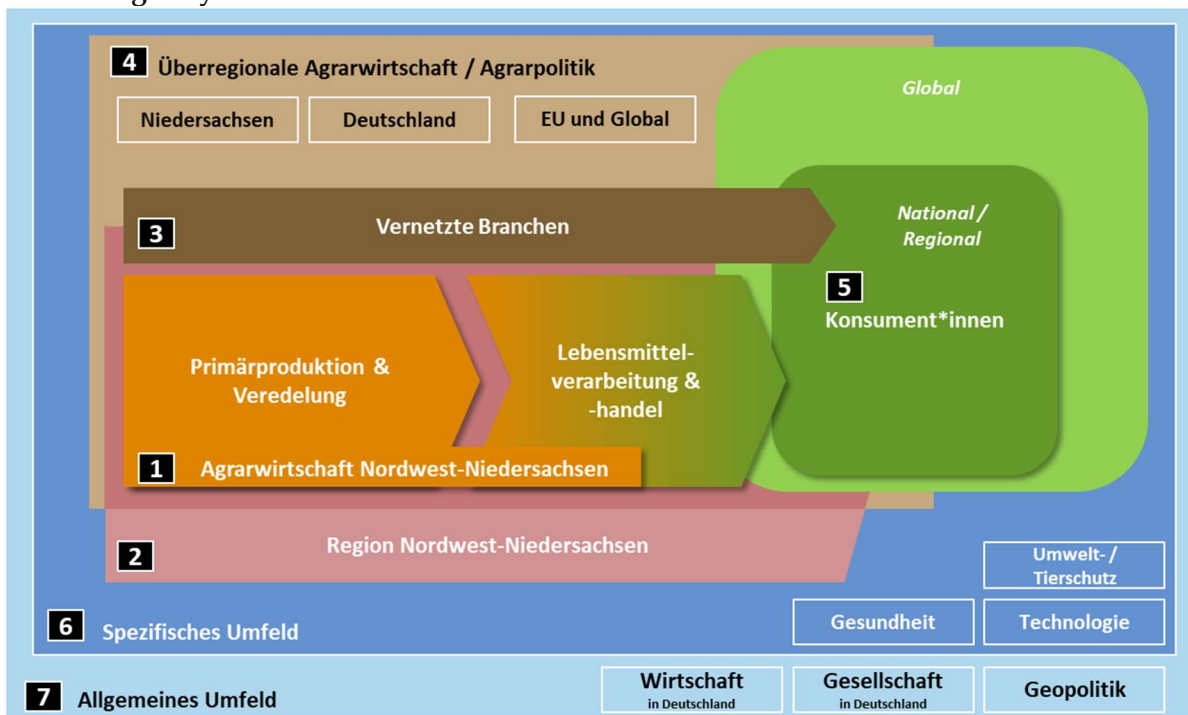 4 Überregionale Agrarwirtschaft / Agrarpolitik
Niedersachsen
Deutschland
EU und Global
Global
3 Vernetzte Branchen
National /
Regional
5
Konsument*innen
Primärproduktion &
Veredelung
Lebensmittel-
verarbeitung &
-handel
1 Agrarwirtschaft Nordwest-Niedersachsen
2 Region Nordwest-Niedersachsen
Umwelt- /
Tierschutz
6 Spezifisches Umfeld
Gesundheit
Technologie
7 Allgemeines Umfeld
Wirtschaft
in Deutschland
Gesellschaft
in Deutschland
Geopolitik